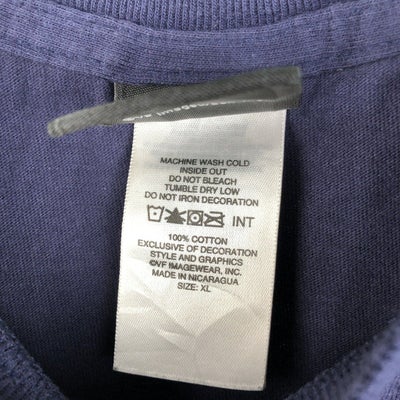 MACHINE WASH COLD
INSIDE OUT
DO NOT BLEACH
TUMBLE DRY LOW
DO NOT IRON DECORATION
INT
100% COTTON
EXCLUSIVE OF DECORATION
STYLE AND GRAPHICS
©VF IMAGEWEAR, INC.
MADE IN NICARAGUA
SIZE: XL